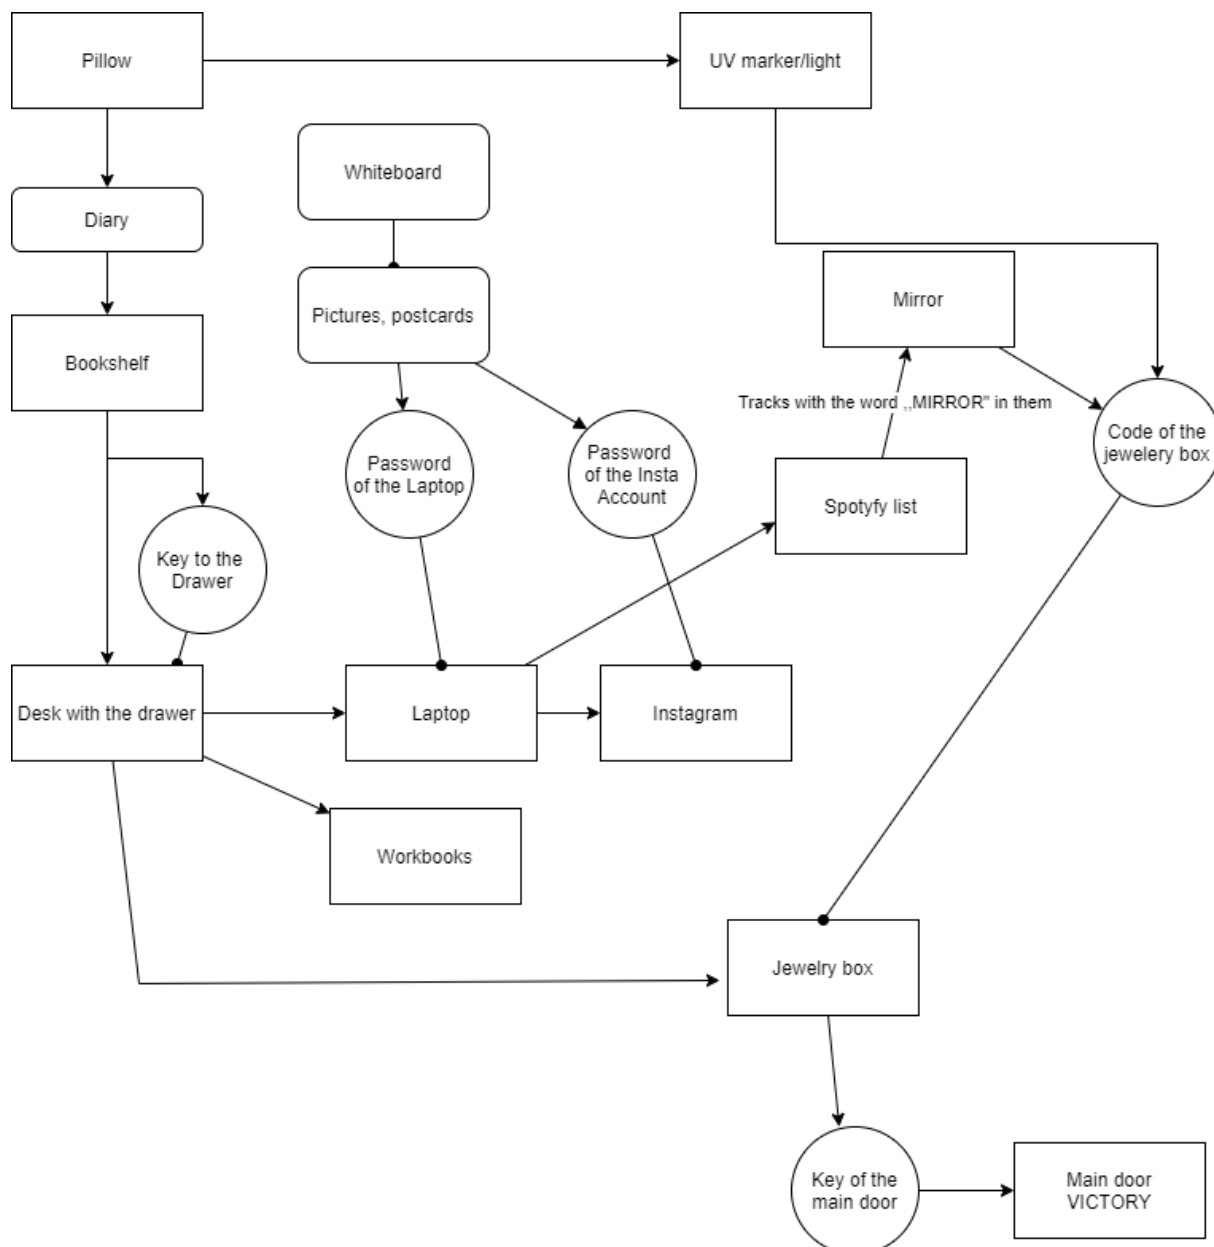 Pillow
UV marker/light
Whiteboard
Diary
Mirror
Pictures, postcards
Bookshelf
Tracks with the word ,,MIRROR" in them
Code of the
jewelery box
Password
of the Laptop
Password
of the Insta
Account
Spotyfy list
Key to the
Drawer
Desk with the drawer
Laptop
Instagram
Workbooks
Jewelry box
Key of the
main door
Main door
VICTORY